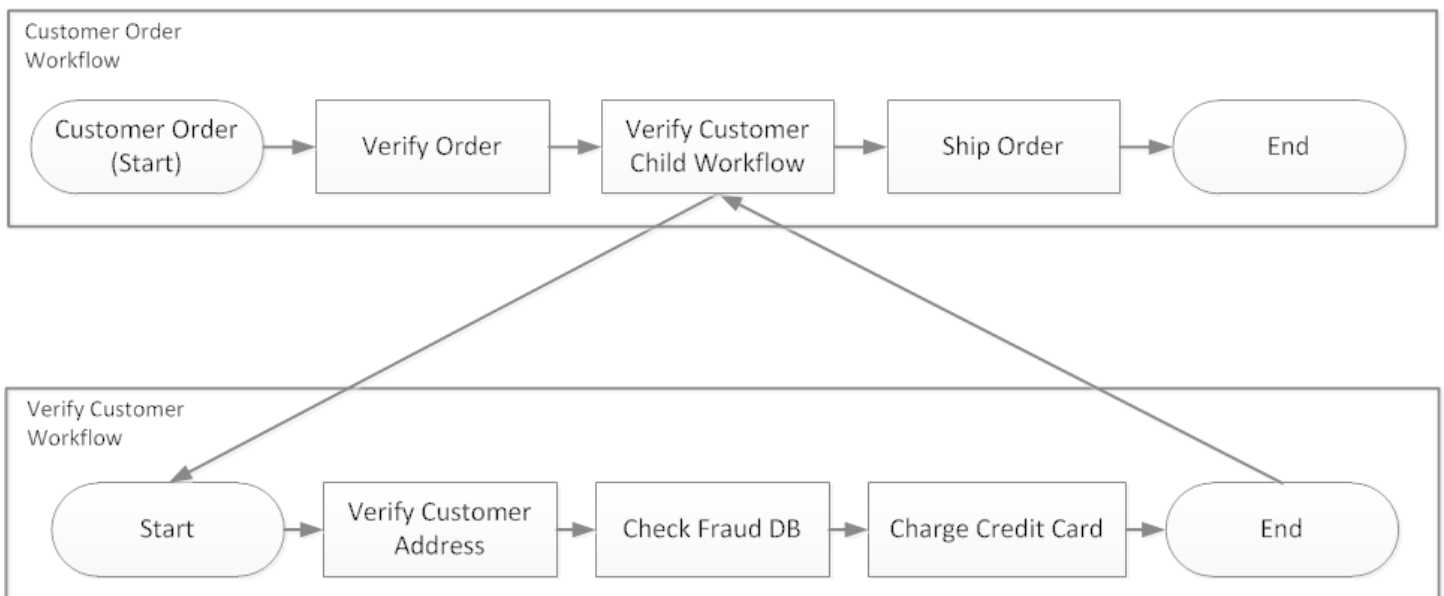 Customer Order
Workflow
Customer Order
(Start)
Verify Order
Verify Customer
Child Workflow
Ship Order
End
Verify Customer
Workflow
Start
Verify Customer
Address
Check Fraud DB
Charge Credit Card
End